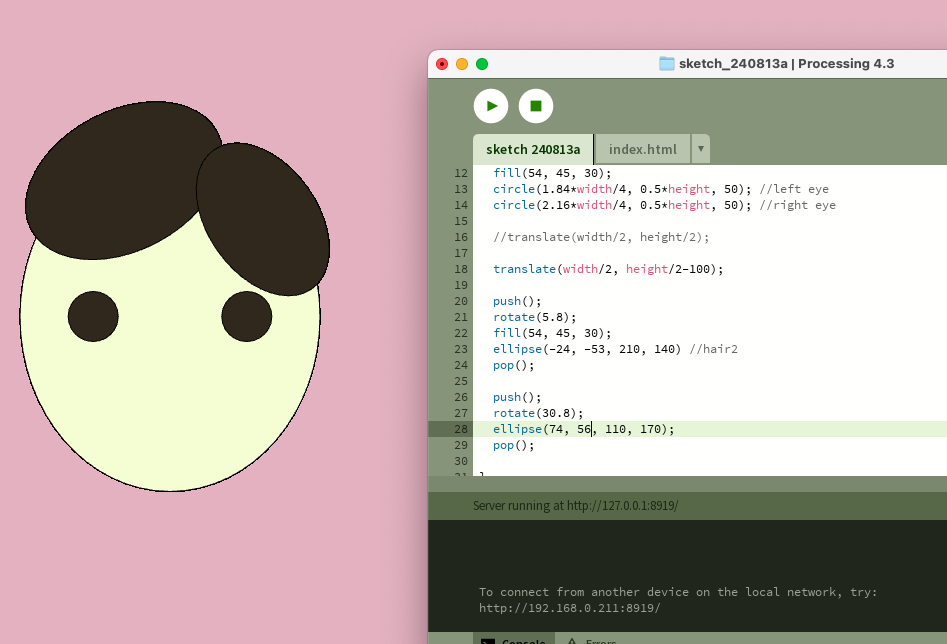 sketch_240813a | Processing 4.3
sketch 240813a
index.html
12 fill(54, 45, 30);
13 circle(1.84*width/4, 0.5*height, 50); //left eye
14 circle(2.16*width/4, 0.5*height, 50); //right eye
15
16 //translate(width/2, height/2);
17
18 translate(width/2, height/2-100);
19
20 push();
21 rotate(5.8);
22 fill(54, 45, 30);
23 ellipse(-24, -53, 210, 140) //hair2
24 pop();
25
26 push();
27 rotate(30.8);
28 ellipse(74, 56, 110, 170);
29 pop();
30
31 }
Server running at http://127.0.0.1:8919/
To connect from another device on the local network, try:
http://192.168.0.211:8919/
Console
Errors